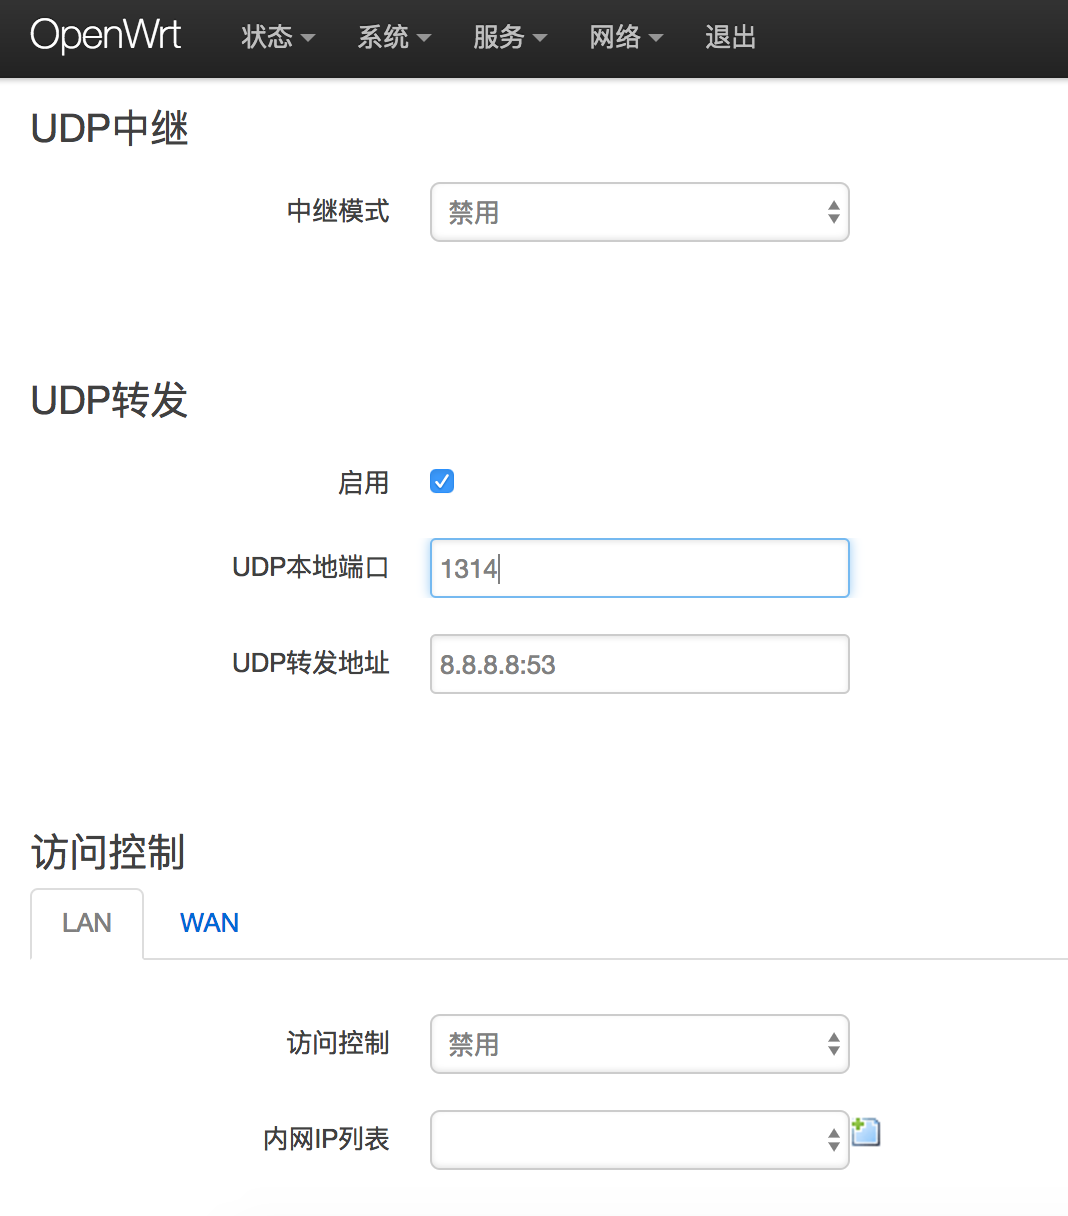 OpenWrt 状态 系统 服务 网络 退出
UDP中继
中继模式 禁用
UDP转发
启用
UDP本地端口 1314
UDP转发地址 8.8.8.8:53
访问控制
LAN WAN
访问控制 禁用
内网IP列表